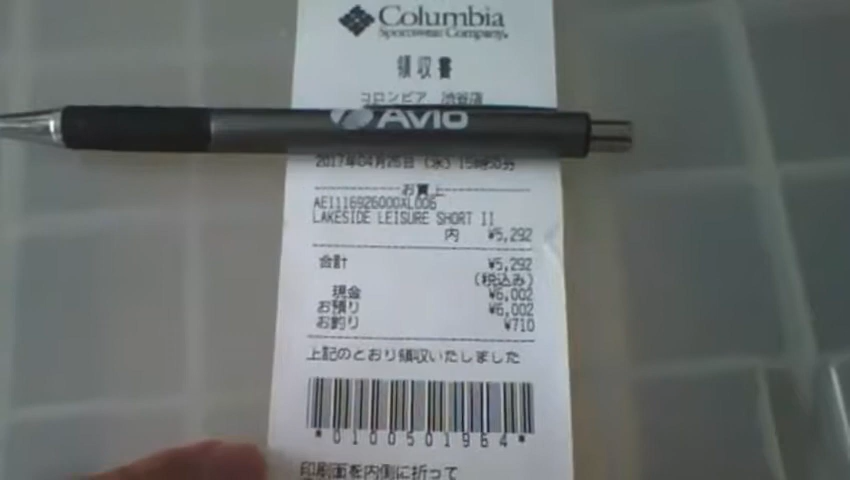 Columbia
Sportswear Company
領収書
コロンビア 渋谷店
AVIO
2017年04月26日 (水)
お買上
AE1116926000XL006
LAKESIDE LEISURE SHORT II
内 ¥5,292
合計 ¥5,292
(税込み)
現金 ¥6,002
お預り ¥6,002
お釣り ¥710
上記のとおり領収いたしました
*0100501964*
印刷面を内側に折って